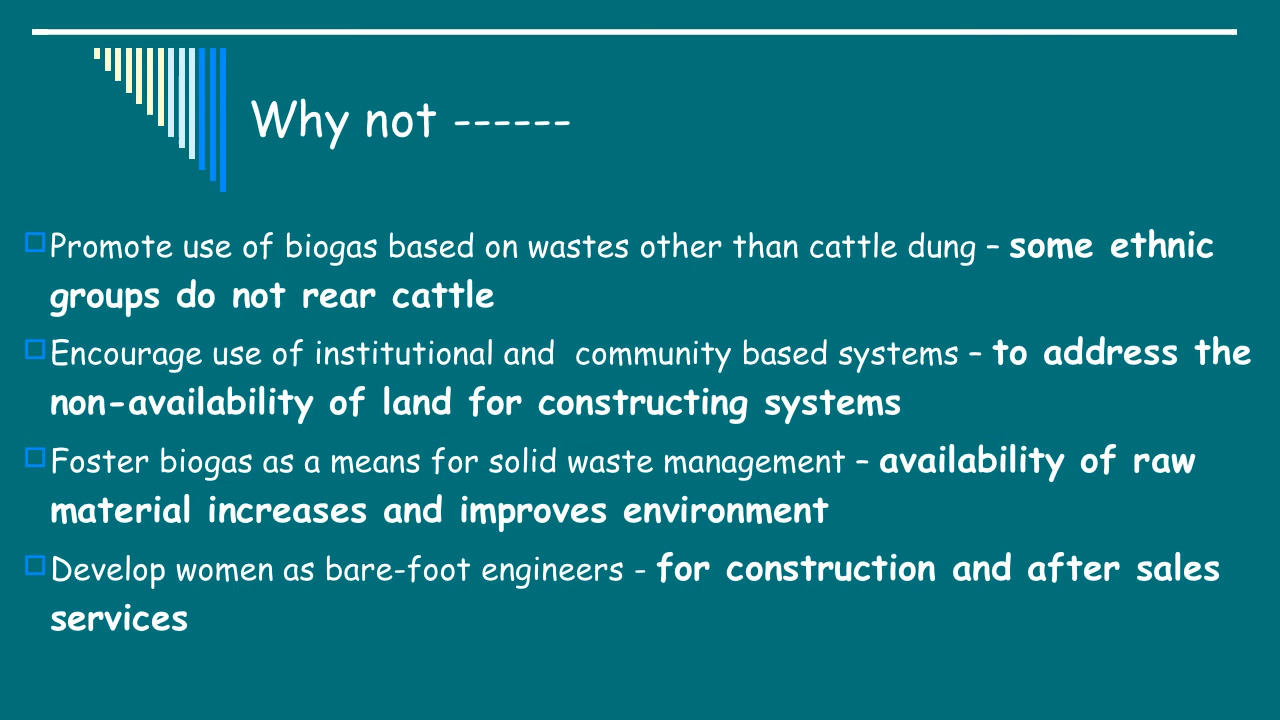 Why not ------
Promote use of biogas based on wastes other than cattle dung – some ethnic
groups do not rear cattle
Encourage use of institutional and  community based systems – to address the
non-availability of land for constructing systems
Foster biogas as a means for solid waste management – availability of raw
material increases and improves environment
Develop women as bare-foot engineers - for construction and after sales
services